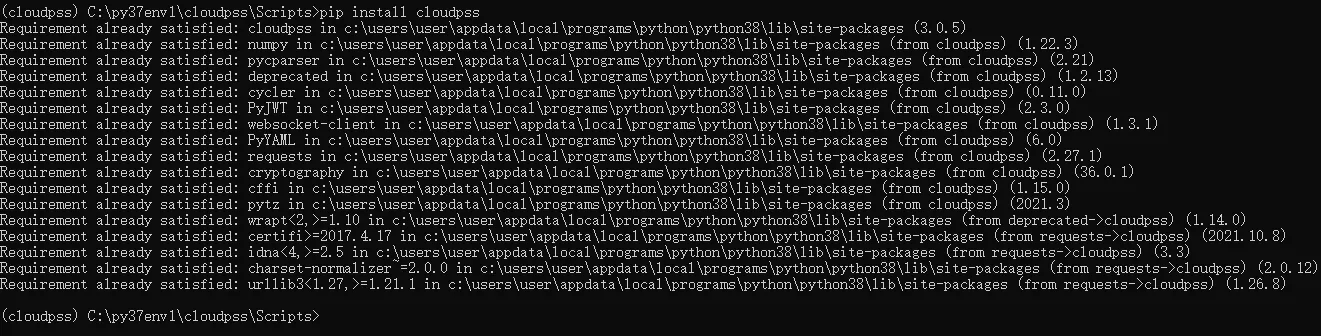 (cloudpss) C:\py37env1\cloudpss\Scripts>pip install cloudpss
Requirement already satisfied: cloudpss in c:\users\user\appdata\local\programs\python\python38\lib\site-packages (3.0.5)
Requirement already satisfied: numpy in c:\users\user\appdata\local\programs\python\python38\lib\site-packages (from cloudpss) (1.22.3)
Requirement already satisfied: pycparser in c:\users\user\appdata\local\programs\python\python38\lib\site-packages (from cloudpss) (2.21)
Requirement already satisfied: deprecated in c:\users\user\appdata\local\programs\python\python38\lib\site-packages (from cloudpss) (1.2.13)
Requirement already satisfied: cycler in c:\users\user\appdata\local\programs\python\python38\lib\site-packages (from cloudpss) (0.11.0)
Requirement already satisfied: PyJWT in c:\users\user\appdata\local\programs\python\python38\lib\site-packages (from cloudpss) (2.3.0)
Requirement already satisfied: websocket-client in c:\users\user\appdata\local\programs\python\python38\lib\site-packages (from cloudpss) (1.3.1)
Requirement already satisfied: PyYAML in c:\users\user\appdata\local\programs\python\python38\lib\site-packages (from cloudpss) (6.0)
Requirement already satisfied: requests in c:\users\user\appdata\local\programs\python\python38\lib\site-packages (from cloudpss) (2.27.1)
Requirement already satisfied: cryptography in c:\users\user\appdata\local\programs\python\python38\lib\site-packages (from cloudpss) (36.0.1)
Requirement already satisfied: cffi in c:\users\user\appdata\local\programs\python\python38\lib\site-packages (from cloudpss) (1.15.0)
Requirement already satisfied: pytz in c:\users\user\appdata\local\programs\python\python38\lib\site-packages (from cloudpss) (2021.3)
Requirement already satisfied: wrapt<2,>=1.10 in c:\users\user\appdata\local\programs\python\python38\lib\site-packages (from deprecated->cloudpss) (1.14.0)
Requirement already satisfied: certifi>=2017.4.17 in c:\users\user\appdata\local\programs\python\python38\lib\site-packages (from requests->cloudpss) (2021.10.8)
Requirement already satisfied: idna<4,>=2.5 in c:\users\user\appdata\local\programs\python\python38\lib\site-packages (from requests->cloudpss) (3.3)
Requirement already satisfied: charset-normalizer~=2.0.0 in c:\users\user\appdata\local\programs\python\python38\lib\site-packages (from requests->cloudpss) (2.0.12)
Requirement already satisfied: urllib3<1.27,>=1.21.1 in c:\users\user\appdata\local\programs\python\python38\lib\site-packages (from requests->cloudpss) (1.26.8)
(cloudpss) C:\py37env1\cloudpss\Scripts>